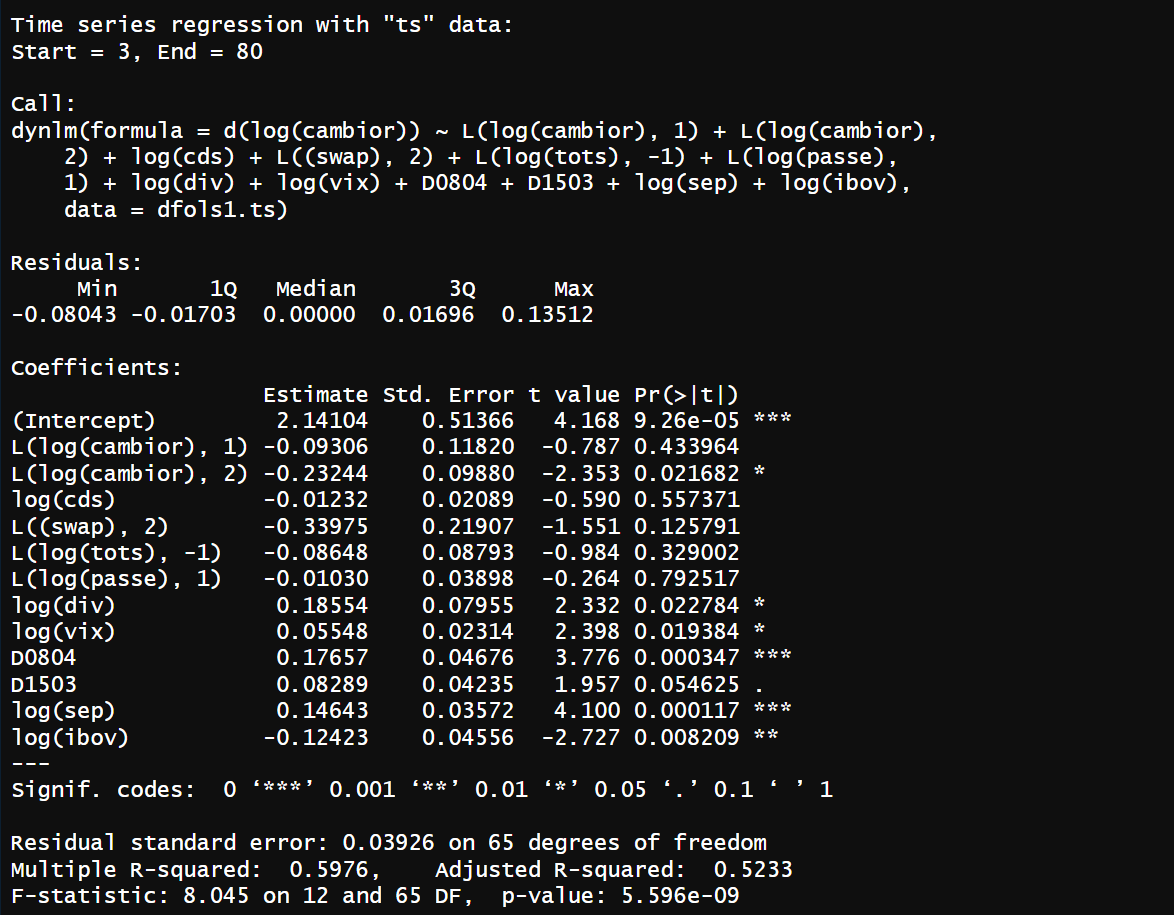 Time series regression with "ts" data:
Start = 3, End = 80

Call:
dynlm(formula = d(log(cambior)) ~ L(log(cambior), 1) + L(log(cambior),
    2) + log(cds) + L((swap), 2) + L(log(tots), -1) + L(log(passe),
    1) + log(div) + log(vix) + D0804 + D1503 + log(sep) + log(ibov),
    data = dfols1.ts)

Residuals:
     Min       1Q   Median       3Q      Max
-0.08043 -0.01703  0.00000  0.01696  0.13512

Coefficients:
                   Estimate Std. Error t value Pr(>|t|)
(Intercept)         2.14104    0.51366   4.168 9.26e-05 ***
L(log(cambior), 1) -0.09306    0.11820  -0.787 0.433964
L(log(cambior), 2) -0.23244    0.09880  -2.353 0.021682 *
log(cds)           -0.01232    0.02089  -0.590 0.557371
L((swap), 2)       -0.33975    0.21907  -1.551 0.125791
L(log(tots), -1)   -0.08648    0.08793  -0.984 0.329002
L(log(passe), 1)   -0.01030    0.03898  -0.264 0.792517
log(div)            0.18554    0.07955   2.332 0.022784 *
log(vix)            0.05548    0.02314   2.398 0.019384 *
D0804               0.17657    0.04676   3.776 0.000347 ***
D1503               0.08289    0.04235   1.957 0.054625 .
log(sep)            0.14643    0.03572   4.100 0.000117 ***
log(ibov)          -0.12423    0.04556  -2.727 0.008209 **
---
Signif. codes:  0 ‘***’ 0.001 ‘**’ 0.01 ‘*’ 0.05 ‘.’ 0.1 ‘ ’ 1

Residual standard error: 0.03926 on 65 degrees of freedom
Multiple R-squared:  0.5976,	Adjusted R-squared:  0.5233
F-statistic: 8.045 on 12 and 65 DF,  p-value: 5.596e-09